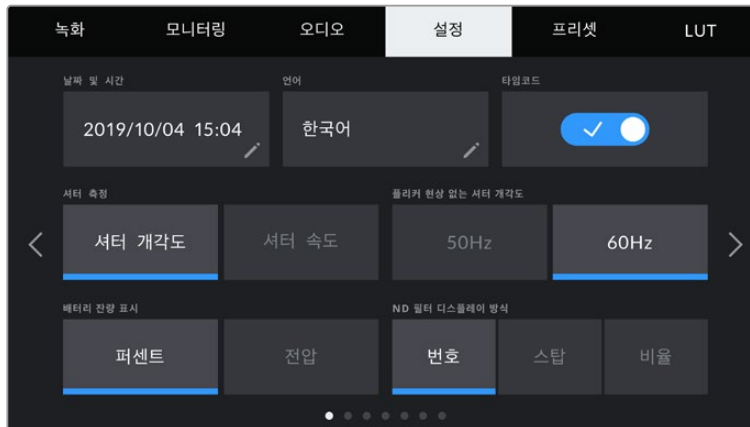 녹화 모니터링 오디오 설정 프리셋 LUT
날짜 및 시간 언어 타임코드
2019/10/04 15:04 한국어
셔터 측정 플리커 현상 없는 셔터 개각도
셔터 개각도 셔터 속도 50Hz 60Hz
배터리 잔량 표시 ND 필터 디스플레이 방식
퍼센트 전압 번호 스탑 비율